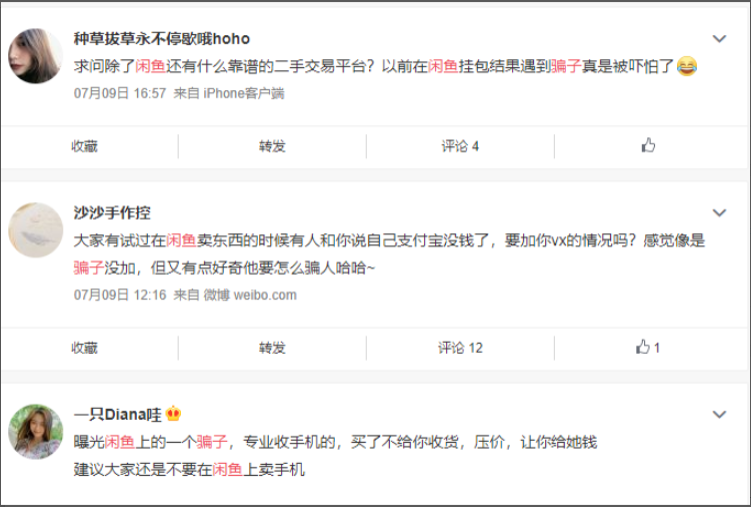 种草拔草永不停歇哦hoho
求问除了闲鱼还有什么靠谱的二手交易平台？以前在闲鱼挂包结果遇到骗子真是被吓怕了😂
07月09日 16:57 来自 iPhone客户端
收藏 转发 评论 4
沙沙手作控
大家有试过在闲鱼卖东西的时候有人和你说自己支付宝没钱了，要加你vx的情况吗？感觉像是
骗子没加，但又有点好奇他要怎么骗人哈哈~
07月09日 12:16 来自 微博 weibo.com
收藏 转发 评论 12 1
一只Diana哇
曝光闲鱼上的一个骗子，专业收手机的，买了不给你收货，压价，让你给她钱
建议大家还是不要在闲鱼上卖手机